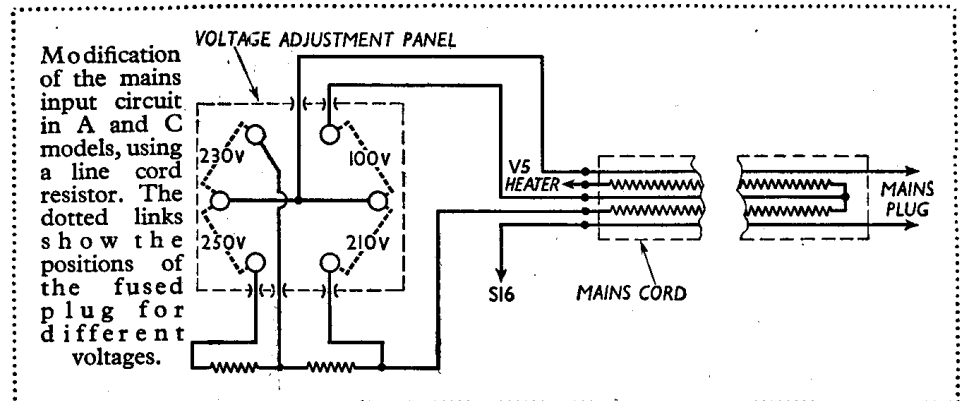 Modification
of the mains
input circuit
in A and C
models, using
a line cord
resistor. The
dotted links
show the
positions of
the fused
plug for
different
voltages.
VOLTAGE ADJUSTMENT PANEL
230V
100V
250V
210V
V5
HEATER
S16
MAINS CORD
MAINS
PLUG